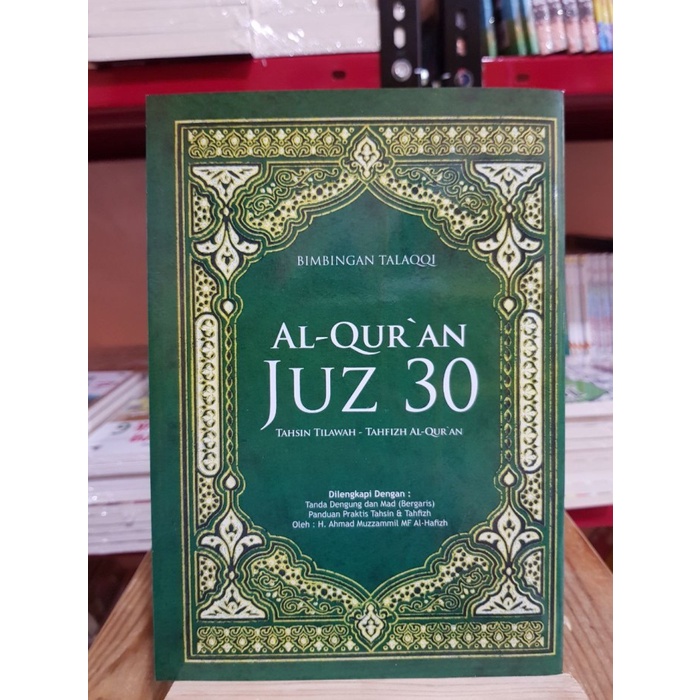 BIMBINGAN TALAQQI
AL-QUR`AN
JUZ 30
TAHSIN TILAWAH - TAHFIZH AL-QUR`AN
Dilengkapi Dengan :
Tanda Dengung dan Mad (Bergaris)
Panduan Praktis Tahsin & Tahfizh
Oleh : H. Ahmad Muzzammil MF Al-Hafizh